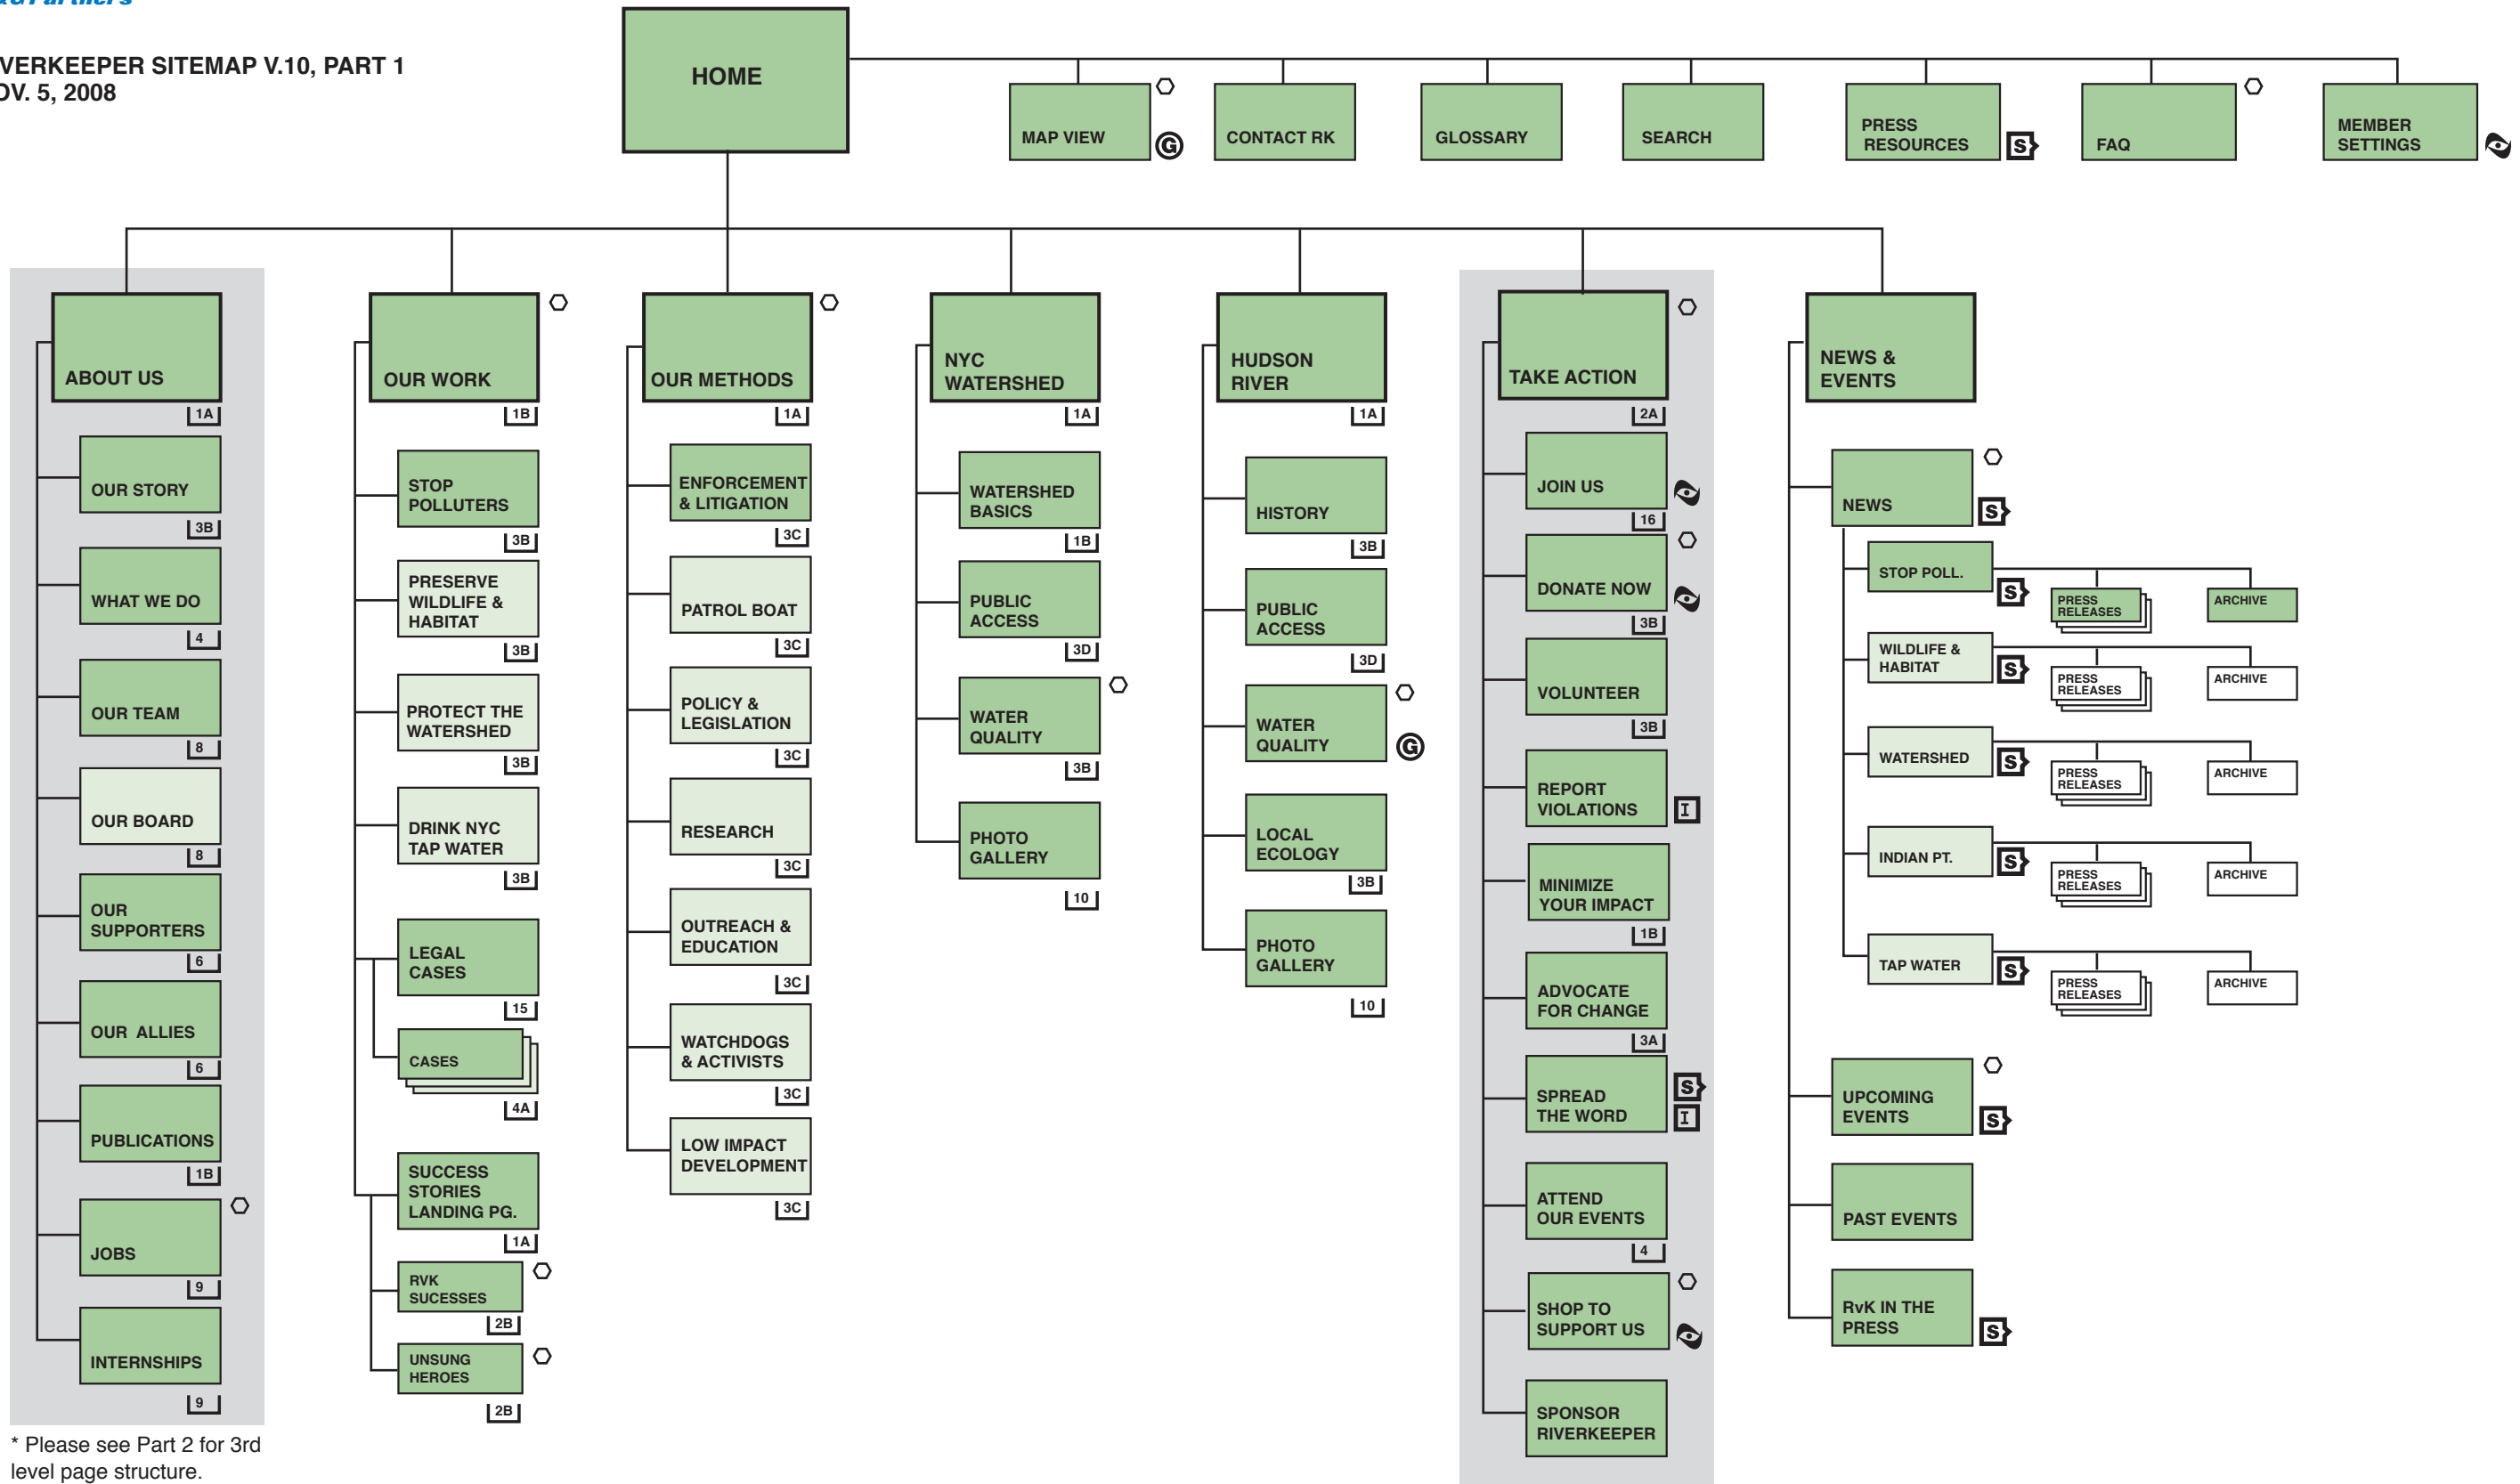 &GPartners
VERKEEPER SITEMAP V.10, PART 1
OV. 5, 2008
HOME
MAP VIEW
G
CONTACT RK
GLOSSARY
SEARCH
PRESS
RESOURCES
S
FAQ
MEMBER
SETTINGS
ABOUT US
1A
OUR STORY
3B
WHAT WE DO
4
OUR TEAM
8
OUR BOARD
8
OUR
SUPPORTERS
6
OUR ALLIES
6
PUBLICATIONS
1B
JOBS
9
INTERNSHIPS
9
* Please see Part 2 for 3rd
level page structure.
OUR WORK
1B
STOP
POLLUTERS
3B
PRESERVE
WILDLIFE &
HABITAT
3B
PROTECT THE
WATERSHED
3B
DRINK NYC
TAP WATER
3B
LEGAL
CASES
15
CASES
4A
SUCCESS
STORIES
LANDING PG.
1A
RVK
SUCESSES
2B
UNSUNG
HEROES
2B
OUR METHODS
1A
ENFORCEMENT
& LITIGATION
3C
PATROL BOAT
3C
POLICY &
LEGISLATION
3C
RESEARCH
3C
OUTREACH &
EDUCATION
3C
WATCHDOGS
& ACTIVISTS
3C
LOW IMPACT
DEVELOPMENT
3C
NYC
WATERSHED
1A
WATERSHED
BASICS
1B
PUBLIC
ACCESS
3D
WATER
QUALITY
3B
PHOTO
GALLERY
10
HUDSON
RIVER
1A
HISTORY
3B
PUBLIC
ACCESS
3D
WATER
QUALITY
G
LOCAL
ECOLOGY
3B
PHOTO
GALLERY
10
TAKE ACTION
2A
JOIN US
16
DONATE NOW
3B
VOLUNTEER
3B
REPORT
VIOLATIONS
I
MINIMIZE
YOUR IMPACT
1B
ADVOCATE
FOR CHANGE
3A
SPREAD
THE WORD
S
I
ATTEND
OUR EVENTS
4
SHOP TO
SUPPORT US
SPONSOR
RIVERKEEPER
NEWS &
EVENTS
NEWS
S
STOP POLL.
S
PRESS
RELEASES
ARCHIVE
WILDLIFE &
HABITAT
S
PRESS
RELEASES
ARCHIVE
WATERSHED
S
PRESS
RELEASES
ARCHIVE
INDIAN PT.
S
PRESS
RELEASES
ARCHIVE
TAP WATER
S
PRESS
RELEASES
ARCHIVE
UPCOMING
EVENTS
S
PAST EVENTS
RvK IN THE
PRESS
S